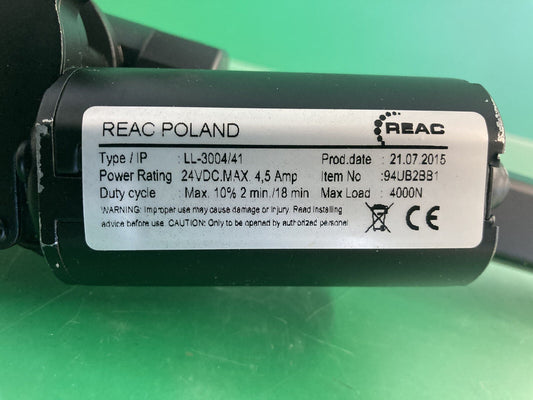 REAC POLAND
REAC
Type / IP : LL-3004/41 Prod.date : 21.07.2015
Power Rating 24VDC.MAX. 4,5 Amp Item No :94UB2BB1
Duty cycle : Max. 10% 2 min./18 min Max Load : 4000N
WARNING: Improper use may cause damage or injury. Read installing
advice before use. CAUTION: Only to be opened by authorized personel
CE